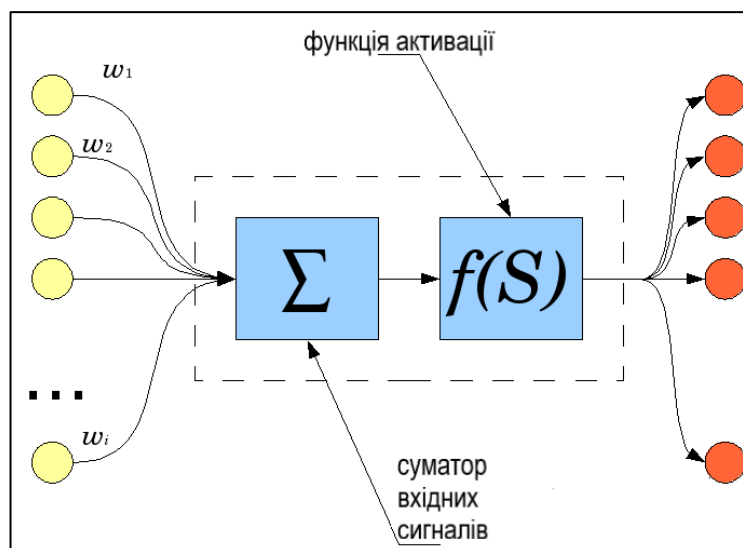 функція активації
w1
w2
Σ
f(S)
...
wi
суматор
вхідних
сигналів